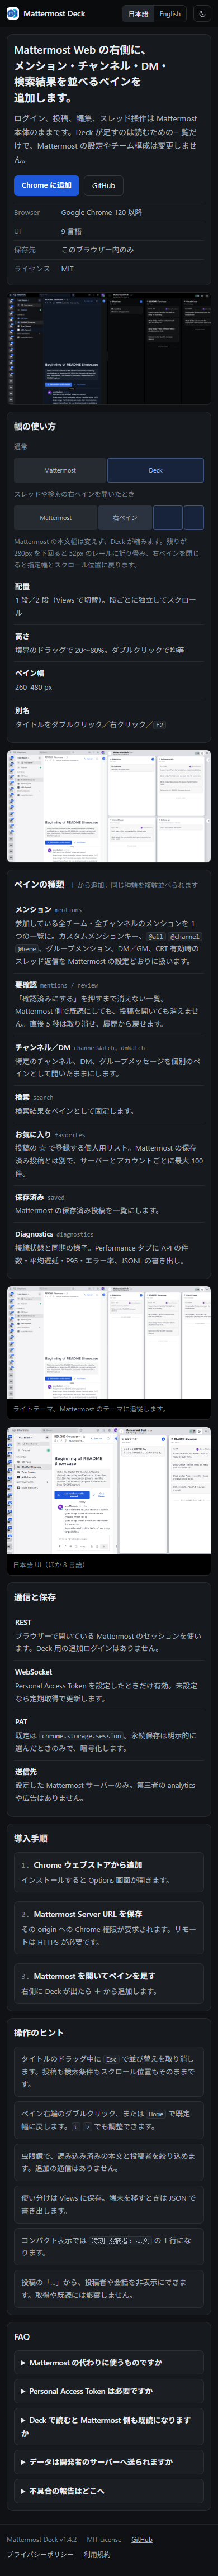 Mattermost Deck
日本語
English
Mattermost Web の右側に、
メンション・チャンネル・DM・
検索結果を並べるペインを
追加します。
ログイン、投稿、編集、スレッド操作は Mattermost
本体のままです。Deck が足すのは読むための一覧だ
けで、Mattermost の設定やチーム構成は変更しませ
ん。
Chrome に追加
GitHub
Browser
Google Chrome 120 以降
UI
9 言語
保存先
このブラウザー内のみ
ライセンス
MIT
Beginning of README
Showcase
幅の使い方
通常
Mattermost
Deck
スレッドや検索の右ペインを開いたとき
Mattermost
右ペイン
Mattermost の本文幅は変えず、Deck が縮みます。残りが
280px を下回ると 52px のレールに折り畳み、右ペインを閉じ
ると指定幅とスクロール位置に戻ります。
配置
1 段／2 段（Views で切替）。段ごとに独立してスクロー
ル
高さ
境界のドラッグで 20〜80%。ダブルクリックで均等
ペイン幅
260–480 px
別名
タイトルをダブルクリック／右クリック／ F2
Beginning of README
Showcase
ペインの種類 ＋ から追加。同じ種類を複数並べられます
メンション mentions
参加している全チーム・全チャンネルのメンションを 1
つの一覧に。カスタムメンションキー、 @all @channel
@here 、グループメンション、DM／GM、CRT 有効時の
スレッド返信を Mattermost の設定どおりに扱います。
要確認 mentions / review
「確認済みにする」を押すまで消えない一覧。
Mattermost 側で既読にしても、投稿を開いても消えませ
ん。直後 5 秒は取り消せ、履歴から戻せます。
チャンネル／DM channelWatch, dmWatch
特定のチャンネル、DM、グループメッセージを個別のペ
インとして開いたままにします。
検索 search
検索結果をペインとして固定します。
お気に入り favorites
投稿の ☆ で登録する個人用リスト。Mattermost の保存
済み投稿とは別で、サーバーとアカウントごとに最大 100
件。
保存済み saved
Mattermost の保存済み投稿を一覧にします。
Diagnostics diagnostics
接続状態と同期の様子。Performance タブに API の件
数・平均遅延・P95・エラー率、JSONL の書き出し。
Beginning of README
Showcase
ライトテーマ。Mattermost のテーマに追従します。
Beginning of README
Showcase
日本語 UI（ほか 8 言語）
通信と保存
REST
ブラウザーで開いている Mattermost のセッションを使い
ます。Deck 用の追加ログインはありません。
WebSocket
Personal Access Token を設定したときだけ有効。未設定
なら定期取得で更新します。
PAT
既定は chrome.storage.session 。永続保存は明示的に
選んだときのみで、暗号化します。
送信先
設定した Mattermost サーバーのみ。第三者の analytics
や広告はありません。
導入手順
1. Chrome ウェブストアから追加
インストールすると Options 画面が開きます。
2. Mattermost Server URL を保存
その origin への Chrome 権限が要求されます。リモート
は HTTPS が必要です。
3. Mattermost を開いてペインを足す
右側に Deck が出たら ＋ から追加します。
操作のヒント
タイトルのドラッグ中に Esc で並び替えを取り消し
ます。投稿も検索条件もスクロール位置もそのままで
す。
ペイン右端のダブルクリック、または Home で既定
幅に戻します。 ← → でも調整できます。
虫眼鏡で、読み込み済みの本文と投稿者を絞り込めま
す。追加の通信はありません。
使い分けは Views に保存。端末を移すときは JSON で
書き出します。
コンパクト表示では 時刻 投稿者: 本文 の 1 行にな
ります。
投稿の「…」から、投稿者や会話を非表示にできま
す。取得や既読には影響しません。
FAQ
▶ Mattermost の代わりに使うものですか
▶ Personal Access Token は必要ですか
▶ Deck で読むと Mattermost 側も既読になります
か
▶ データは開発者のサーバーへ送られますか
▶ 不具合の報告はどこへ
Mattermost Deck v1.4.2
MIT License
GitHub
プライバシーポリシー
利用規約